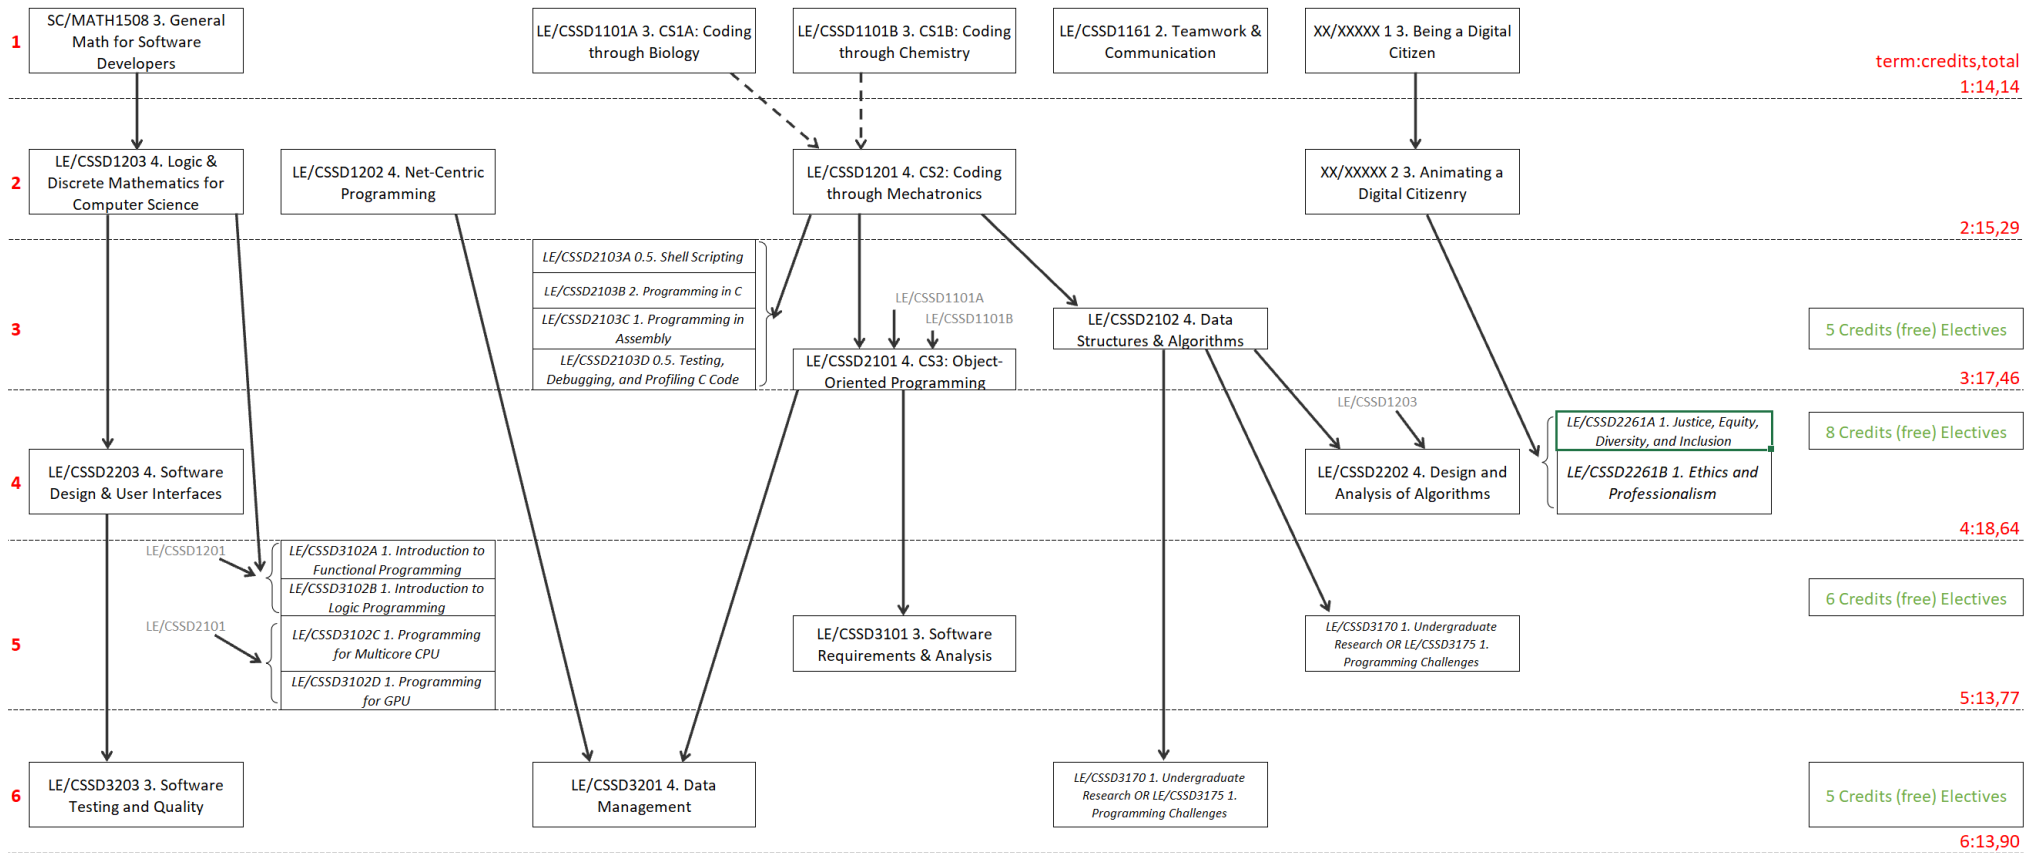 1
SC/MATH1508 3. General
Math for Software
Developers
LE/CSSD1101A 3. CS1A: Coding
through Biology
LE/CSSD1101B 3. CS1B: Coding
through Chemistry
LE/CSSD1161 2. Teamwork &
Communication
XX/XXXXX 1 3. Being a Digital
Citizen
term:credits,total
1:14,14
2
LE/CSSD1203 4. Logic &
Discrete Mathematics for
Computer Science
LE/CSSD1202 4. Net-Centric
Programming
LE/CSSD1201 4. CS2: Coding
through Mechatronics
XX/XXXXX 2 3. Animating a
Digital Citizenry
2:15,29
3
LE/CSSD2103A 0.5. Shell Scripting
LE/CSSD2103B 2. Programming in C
LE/CSSD2103C 1. Programming in
Assembly
LE/CSSD2103D 0.5. Testing,
Debugging, and Profiling C Code
LE/CSSD1101A
LE/CSSD1101B
LE/CSSD2101 4. CS3: Object-
Oriented Programming
LE/CSSD2102 4. Data
Structures & Algorithms
5 Credits (free) Electives
3:17,46
4
LE/CSSD2203 4. Software
Design & User Interfaces
LE/CSSD1203
LE/CSSD2202 4. Design and
Analysis of Algorithms
LE/CSSD2261A 1. Justice, Equity,
Diversity, and Inclusion
LE/CSSD2261B 1. Ethics and
Professionalism
8 Credits (free) Electives
4:18,64
5
LE/CSSD1201
LE/CSSD2101
LE/CSSD3102A 1. Introduction to
Functional Programming
LE/CSSD3102B 1. Introduction to
Logic Programming
LE/CSSD3102C 1. Programming
for Multicore CPU
LE/CSSD3102D 1. Programming
for GPU
LE/CSSD3101 3. Software
Requirements & Analysis
LE/CSSD3170 1. Undergraduate
Research OR LE/CSSD3175 1.
Programming Challenges
6 Credits (free) Electives
5:13,77
6
LE/CSSD3203 3. Software
Testing and Quality
LE/CSSD3201 4. Data
Management
LE/CSSD3170 1. Undergraduate
Research OR LE/CSSD3175 1.
Programming Challenges
5 Credits (free) Electives
6:13,90